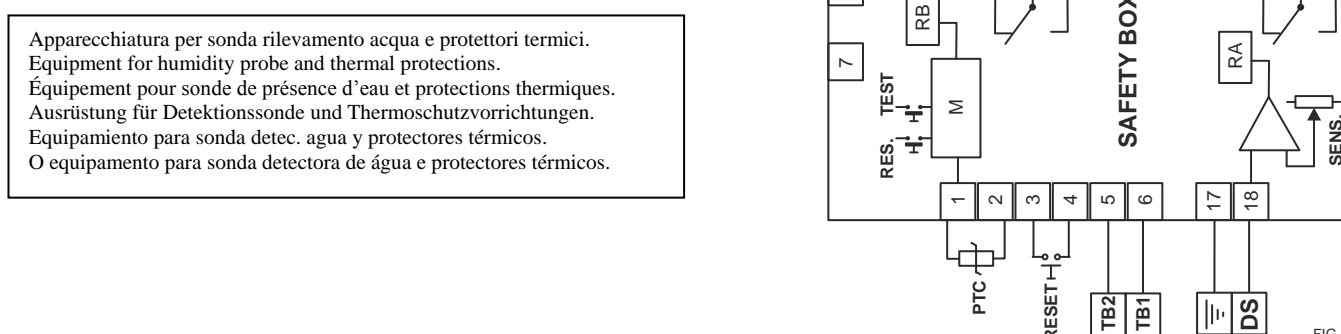 Apparecchiatura per sonda rilevamento acqua e protettori termici.
Equipment for humidity probe and thermal protections.
Équipement pour sonde de présence d'eau et protections thermiques.
Ausrüstung für Detektionssonde und Thermoschutzvorrichtungen.
Equipamiento para sonda detec. agua y protectores térmicos.
O equipamento para sonda detectora de água e protectores térmicos.
RB
SAFETY BOX
RA
7
TEST
M
RES.
SENS.
1 2 3 4 5 6 17 18
PTC
RESET
TB2
TB1
DS
FIG